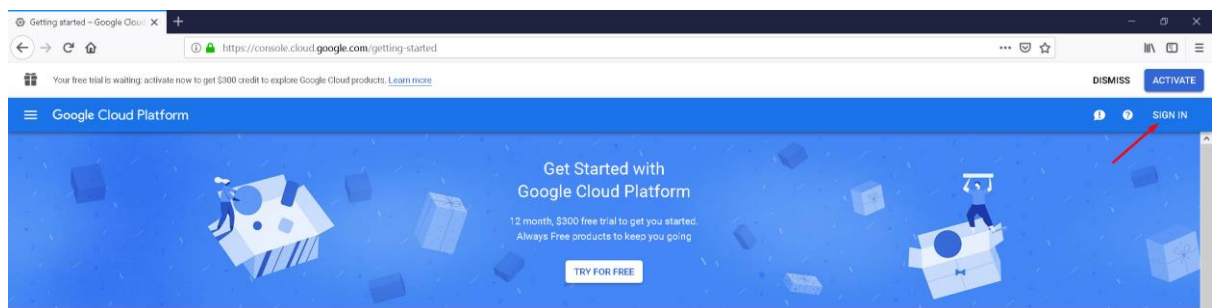 Getting started – Google Cloud
https://console.cloud.google.com/getting-started
Your free trial is waiting: activate now to get $300 credit to explore Google Cloud products. Learn more
DISMISS
ACTIVATE
Google Cloud Platform
SIGN IN
Get Started with
Google Cloud Platform
12 month, $300 free trial to get you started.
Always Free products to keep you going
TRY FOR FREE